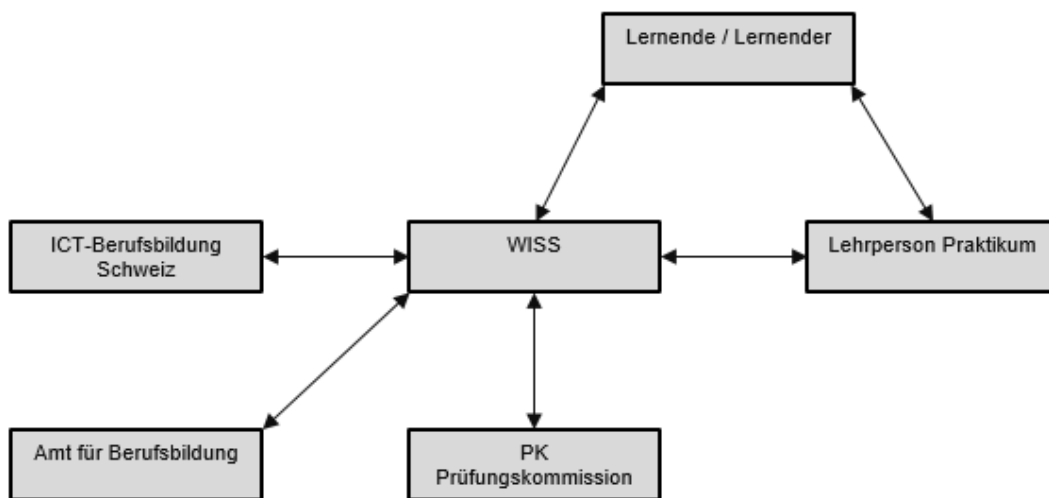 Lernende / Lernender
ICT-Berufsbildung
Schweiz
WISS
Lehrperson Praktikum
Amt für Berufsbildung
PK
Prüfungskommission